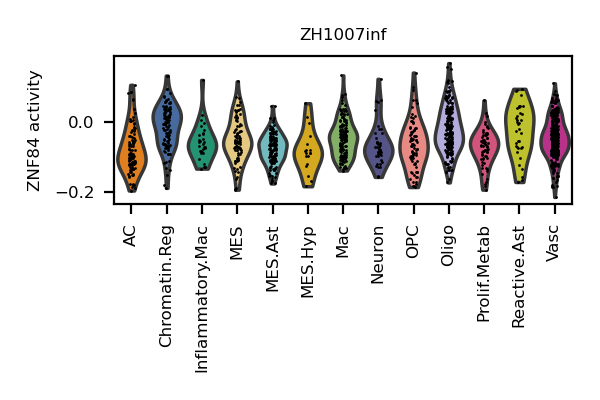 ZH1007inf
ZNF84 activity
0.0
−0.2
AC
Chromatin.Reg
Inflammatory.Mac
MES
MES.Ast
MES.Hyp
Mac
Neuron
OPC
Oligo
Prolif.Metab
Reactive.Ast
Vasc